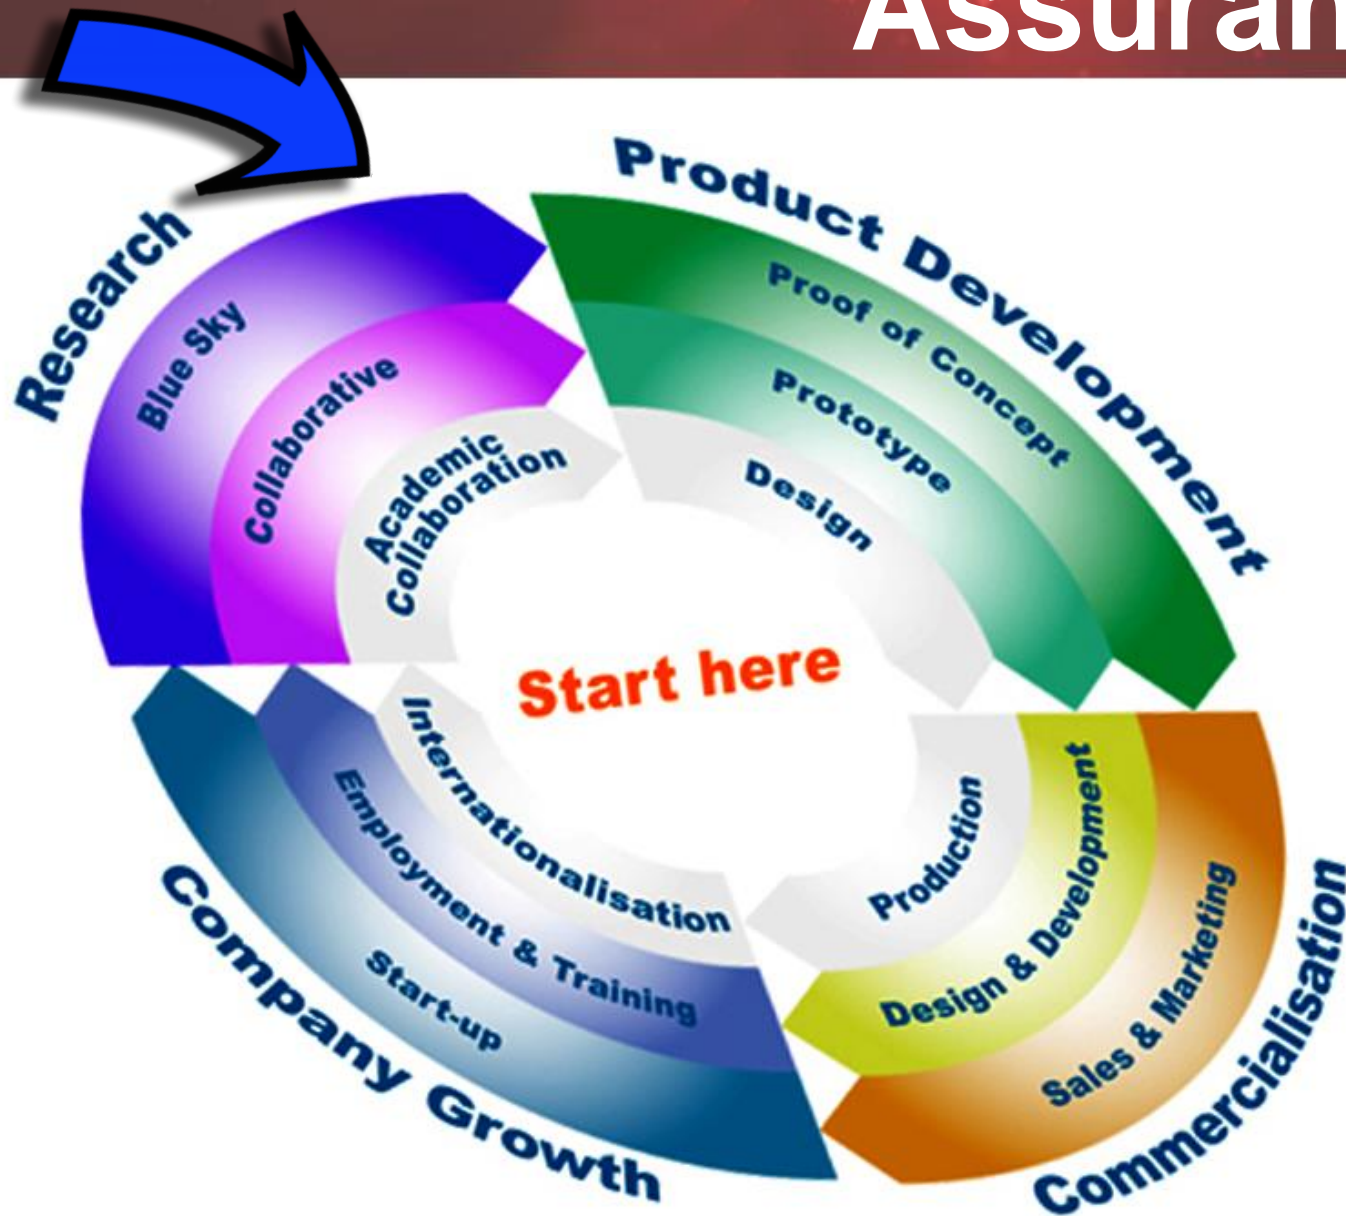 Assuran
Research
Blue Sky
Collaborative
Academic
Collaboration
Product Development
Proof of Concept
Prototype
Design
Start here
Commercialisation
Sales & Marketing
Design & Development
Production
Company Growth
Start-up
Employment & Training
Internationalisation